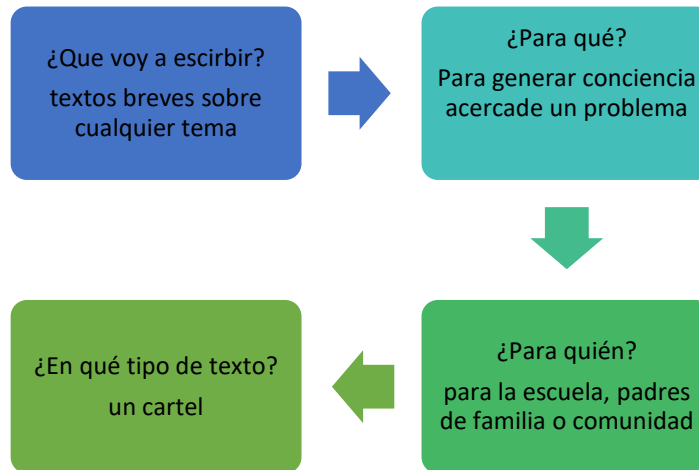 ¿Que voy a escirbir?
textos breves sobre
cualquier tema
¿Para qué?
Para generar conciencia
acercade un problema
¿Para quién?
para la escuela, padres
de familia o comunidad
¿En qué tipo de texto?
un cartel